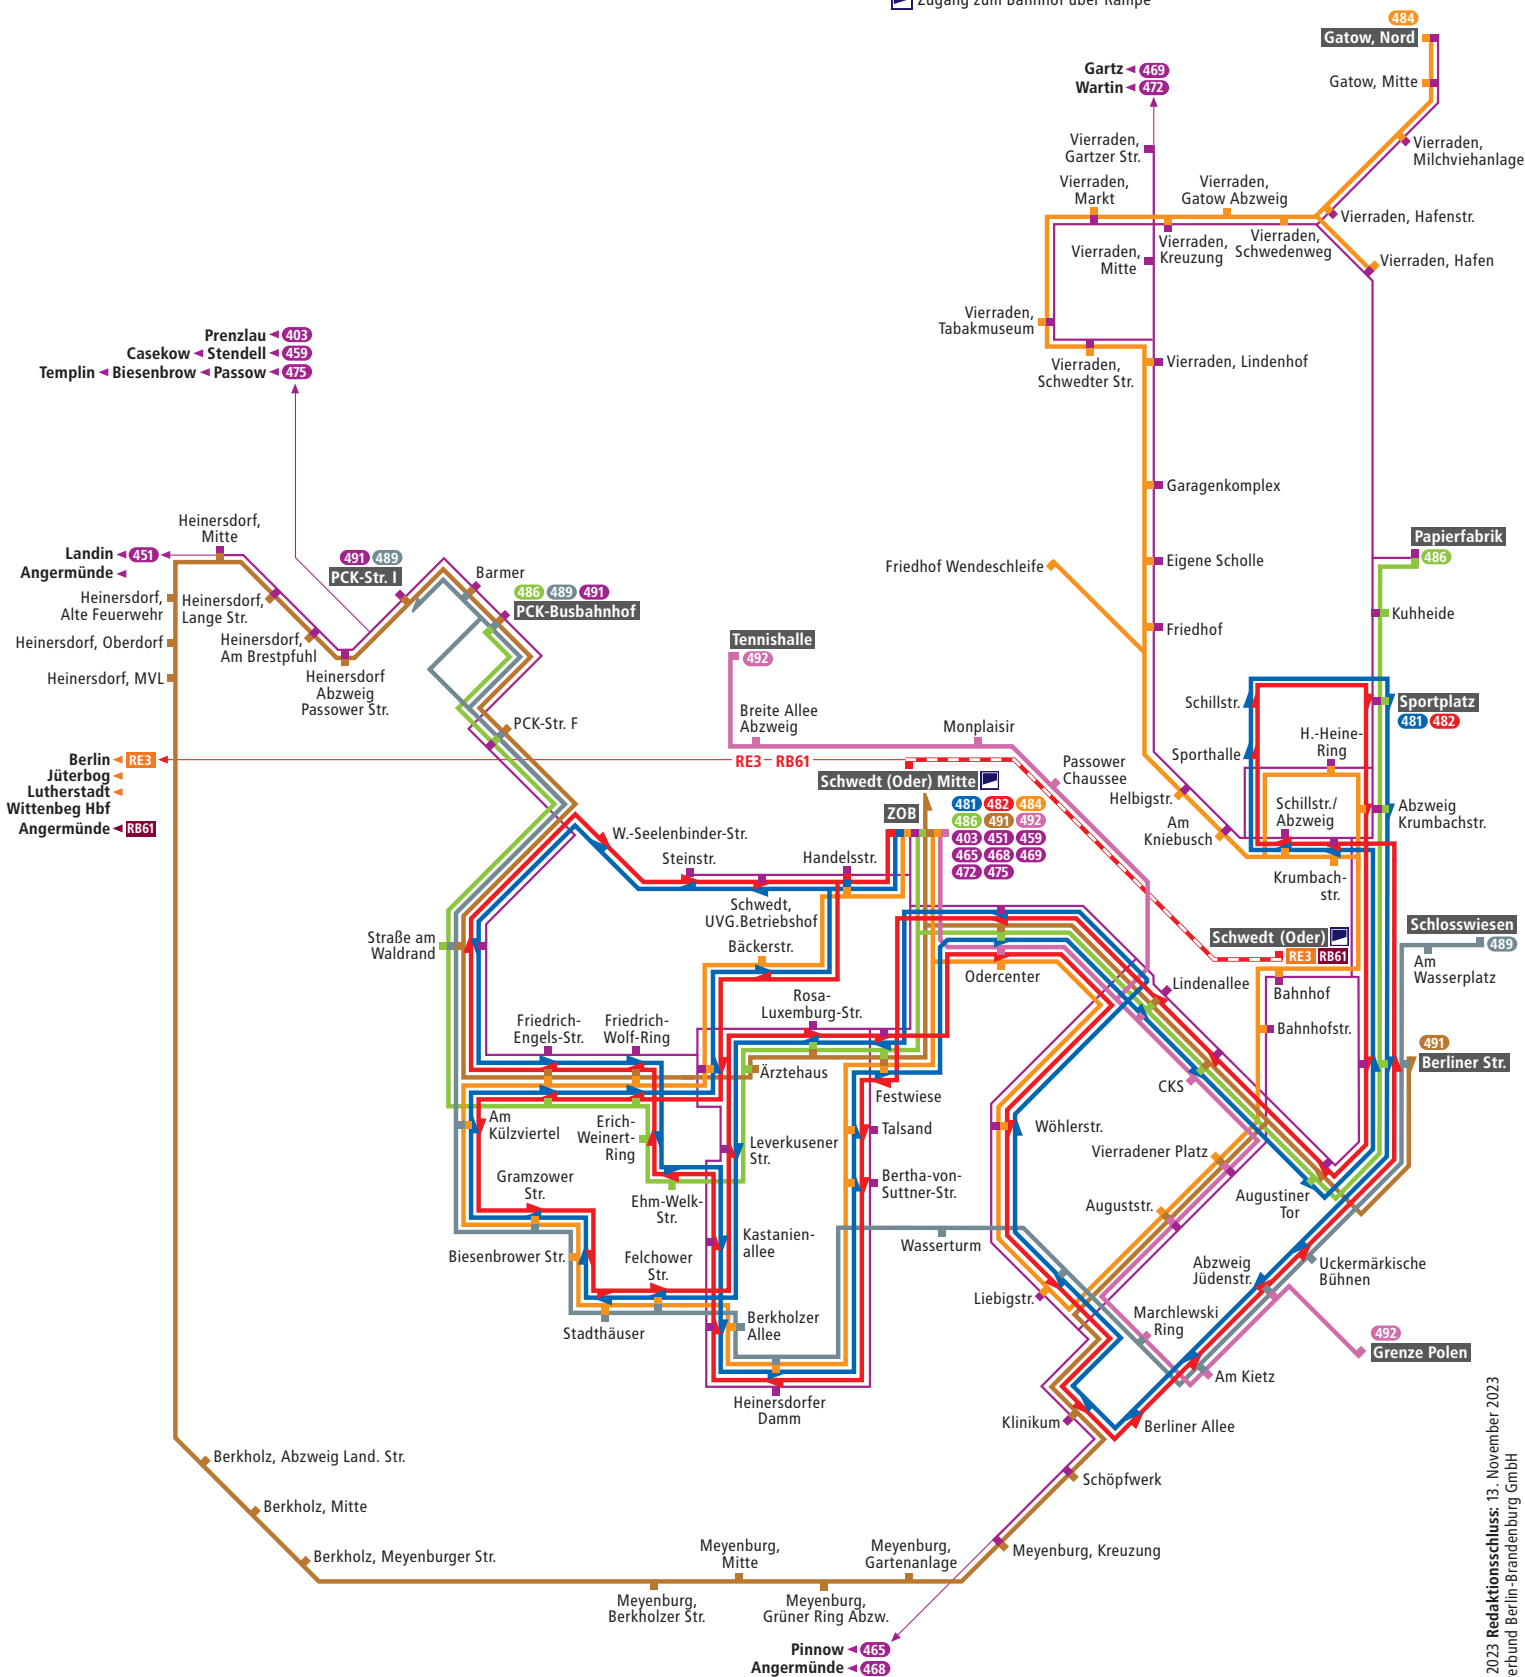 Zugang zum Bahnhof über Rampe
484
Gatow, Nord
Gatow, Mitte
Gartz 469
Wartin 472
Vierraden,
Gartzer Str.
Vierraden,
Milchviehanlage
Vierraden,
Markt
Vierraden,
Gatow Abzweig
Vierraden, Hafenstr.
Vierraden,
Mitte
Vierraden,
Kreuzung
Vierraden,
Schwedenweg
Vierraden, Hafen
Vierraden,
Tabakmuseum
Vierraden,
Schwedter Str.
Vierraden, Lindenhof
Prenzlau 403
Casekow Stendell 459
Templin Biesenbrow Passow 475
Garagenkomplex
Heinersdorf,
Mitte
Landin 451
Angermünde
491 489
PCK-Str. I
Barmer
486 489 491
PCK-Busbahnhof
Friedhof Wendeschleife
Eigene Scholle
Papierfabrik
486
Heinersdorf,
Alte Feuerwehr
Heinersdorf,
Lange Str.
Heinersdorf, Oberdorf
Heinersdorf,
Am Brestpfuhl
Heinersdorf, MVL
Heinersdorf
Abzweig
Passower Str.
Kuhheide
Friedhof
Tennishalle
492
PCK-Str. F
Breite Allee
Abzweig
Monplaisir
Schillstr.
Sportplatz
481 482
H.-Heine-
Ring
Sporthalle
Berlin RE3
Jüterbog
Lutherstadt
Wittenbeg Hbf
Angermünde RB61
RE3 RB61
Schwedt (Oder) Mitte
Passower
Chaussee
Helbigstr.
Am
Kniebusch
Schillstr./
Abzweig
Abzweig
Krumbachstr.
Krumbach-
str.
ZOB
481 482 484
486 491 492
403 451 459
465 468 469
472 475
W.-Seelenbinder-Str.
Steinstr.
Handelsstr.
Schwedt,
UVG.Betriebshof
Straße am
Waldrand
Bäckerstr.
Odercenter
Schwedt (Oder)
RE3 RB61
Schlosswiesen
489
Am
Wasserplatz
Lindenallee
Bahnhof
Bahnhofstr.
Rosa-
Luxemburg-Str.
Friedrich-
Engels-Str.
Friedrich-
Wolf-Ring
Ärztehaus
Festwiese
CKS
491
Berliner Str.
Am
Külzviertel
Erich-
Weinert-
Ring
Leverkusener
Str.
Talsand
Wöhlerstr.
Vierradener Platz
Gramzower
Str.
Ehm-Welk-
Str.
Bertha-von-
Suttner-Str.
Auguststr.
Augustiner
Tor
Biesenbrower Str.
Felchower
Str.
Kastanien-
allee
Wasserturm
Abzweig
Jüdenstr.
Uckermärkische
Bühnen
Liebigstr.
Marchlewski
Ring
Stadthäuser
Berkholzer
Allee
492
Grenze Polen
Am Kietz
Heinersdorfer
Damm
Klinikum
Berliner Allee
Berkholz, Abzweig Land. Str.
Schöpfwerk
Berkholz, Mitte
Berkholz, Meyenburger Str.
Meyenburg,
Mitte
Meyenburg,
Gartenanlage
Meyenburg, Kreuzung
Meyenburg,
Berkholzer Str.
Meyenburg,
Grüner Ring Abzw.
Pinnow 465
Angermünde 468
2023 Redaktionsschluss: 13. November 2023
erbund Berlin-Brandenburg GmbH